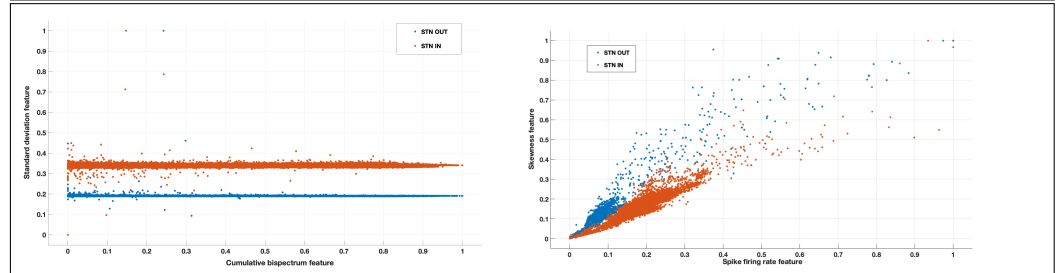 STN OUT
STN IN
1
0.9
0.8
0.7
0.6
0.5
0.4
0.3
0.2
0.1
0
Standard deviation feature
0 0.1 0.2 0.3 0.4 0.5 0.6 0.7 0.8 0.9 1
Cumulative bispectrum feature
STN OUT
STN IN
1
0.9
0.8
0.7
0.6
0.5
0.4
0.3
0.2
0.1
0
Skewness feature
0 0.1 0.2 0.3 0.4 0.5 0.6 0.7 0.8 0.9 1
Spike firing rate feature